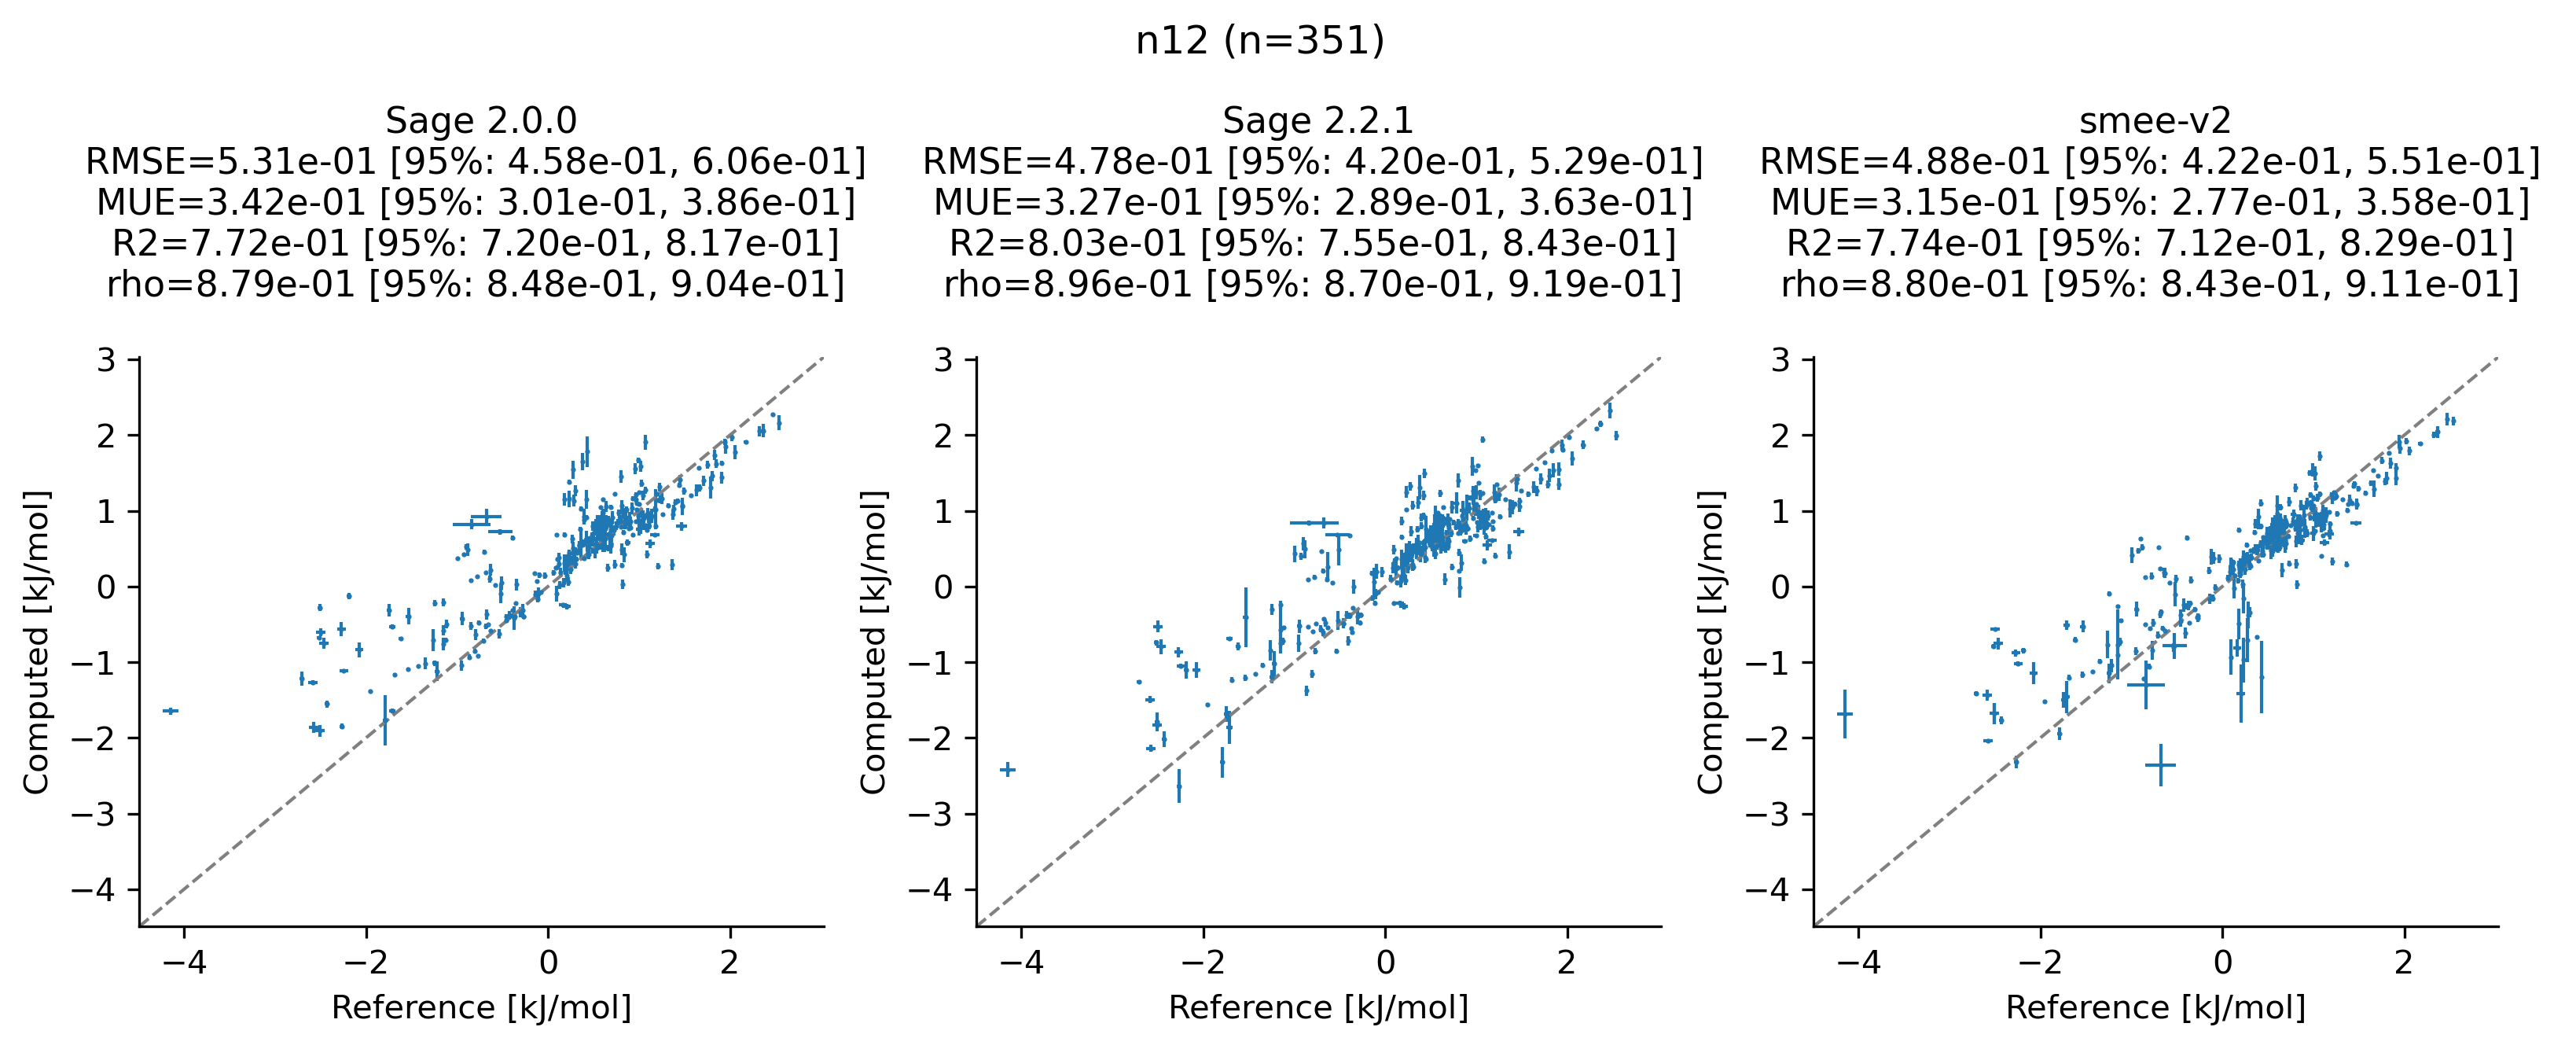 n12 (n=351)
Sage 2.0.0
RMSE=5.31e-01 [95%: 4.58e-01, 6.06e-01]
MUE=3.42e-01 [95%: 3.01e-01, 3.86e-01]
R2=7.72e-01 [95%: 7.20e-01, 8.17e-01]
rho=8.79e-01 [95%: 8.48e-01, 9.04e-01]
3
2
1
0
−1
−2
−3
−4
Computed [kJ/mol]
−4
−2
0
2
Reference [kJ/mol]
Sage 2.2.1
RMSE=4.78e-01 [95%: 4.20e-01, 5.29e-01]
MUE=3.27e-01 [95%: 2.89e-01, 3.63e-01]
R2=8.03e-01 [95%: 7.55e-01, 8.43e-01]
rho=8.96e-01 [95%: 8.70e-01, 9.19e-01]
3
2
1
0
−1
−2
−3
−4
Computed [kJ/mol]
−4
−2
0
2
Reference [kJ/mol]
smee-v2
RMSE=4.88e-01 [95%: 4.22e-01, 5.51e-01]
MUE=3.15e-01 [95%: 2.77e-01, 3.58e-01]
R2=7.74e-01 [95%: 7.12e-01, 8.29e-01]
rho=8.80e-01 [95%: 8.43e-01, 9.11e-01]
3
2
1
0
−1
−2
−3
−4
Computed [kJ/mol]
−4
−2
0
2
Reference [kJ/mol]